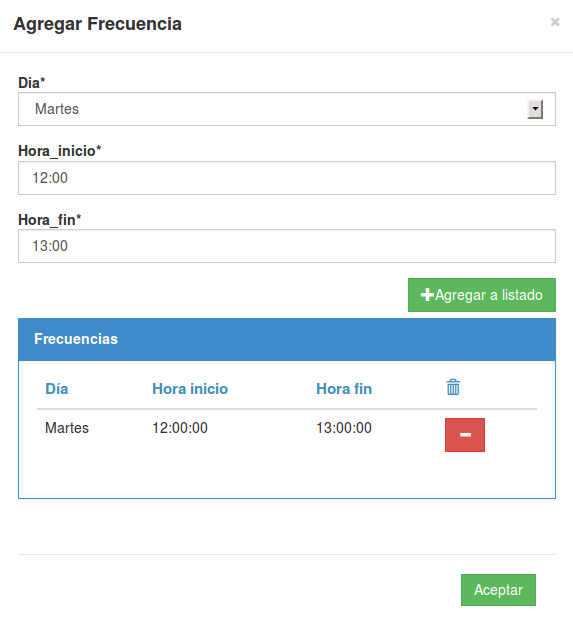 Agregar Frecuencia ×
Dia*
Martes
Hora_inicio*
12:00
Hora_fin*
13:00
Agregar a listado
Frecuencias
Día Hora inicio Hora fin
Martes 12:00:00 13:00:00
Aceptar